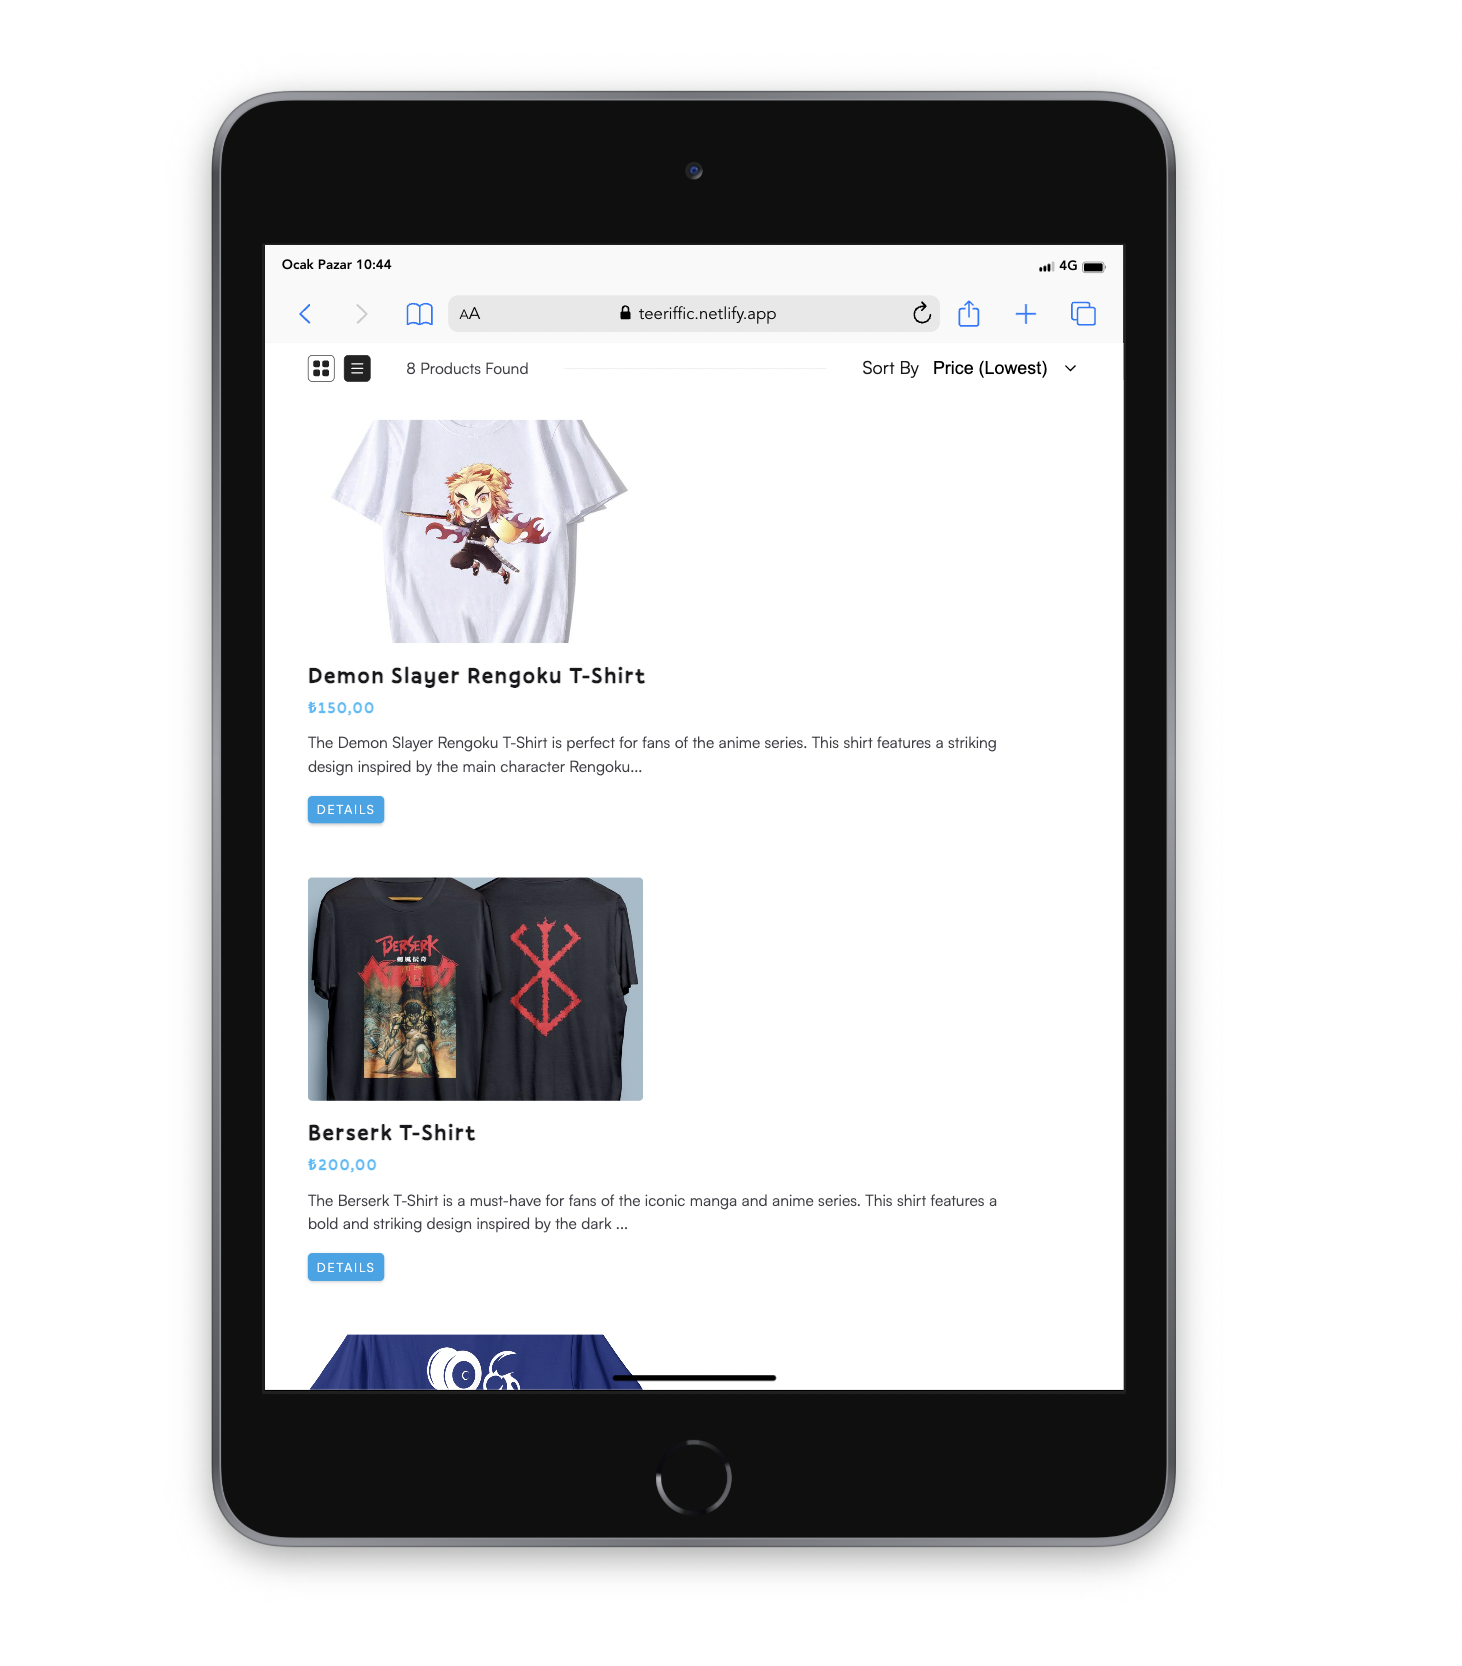 Ocak Pazar 10:44
4G
AA
teeriffic.netlify.app
8 Products Found
Sort By Price (Lowest)
Demon Slayer Rengoku T-Shirt
₺150,00
The Demon Slayer Rengoku T-Shirt is perfect for fans of the anime series. This shirt features a striking
design inspired by the main character Rengoku...
DETAILS
BERSERK
Berserk T-Shirt
₺200,00
The Berserk T-Shirt is a must-have for fans of the iconic manga and anime series. This shirt features a
bold and striking design inspired by the dark ...
DETAILS